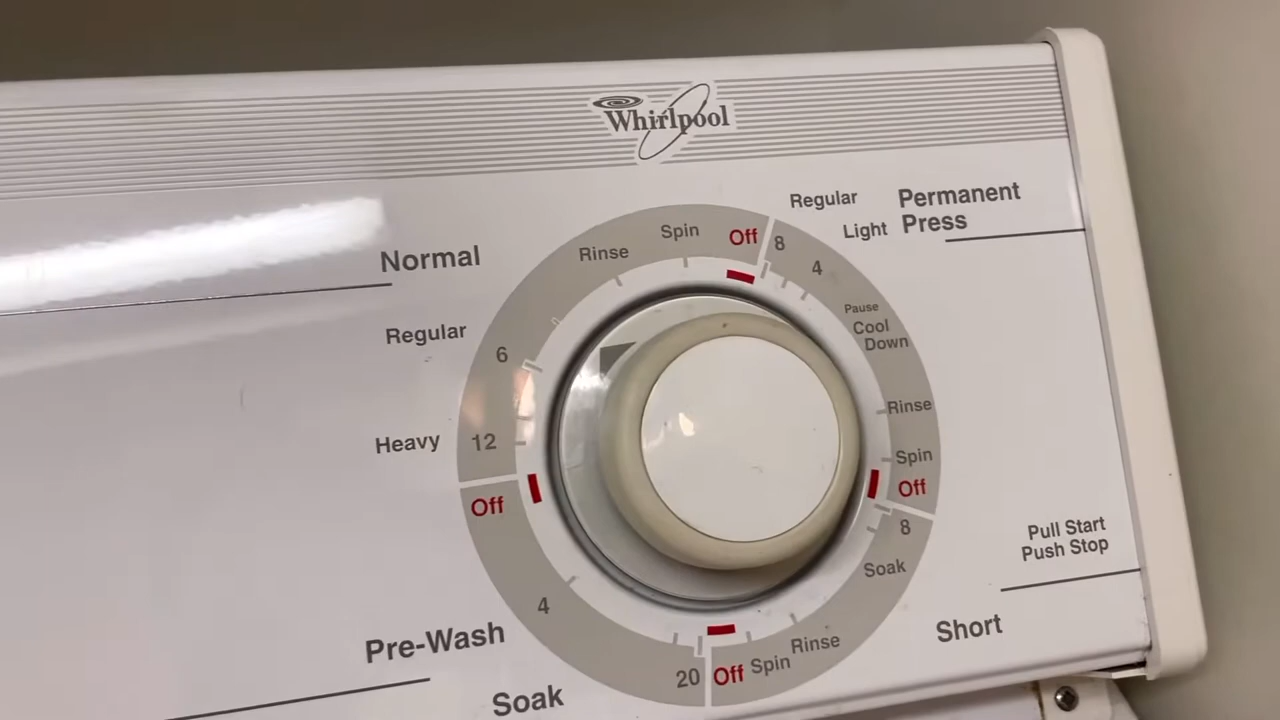 Whirlpool
Regular
Permanent
Press
Light
Normal
Rinse
Spin
Off
8
4
Pause
Cool
Down
Regular
6
Rinse
Heavy
12
Spin
Off
Off
8
Pull Start
Push Stop
Soak
4
Short
Pre-Wash
Rinse
Spin
Off
20
Soak